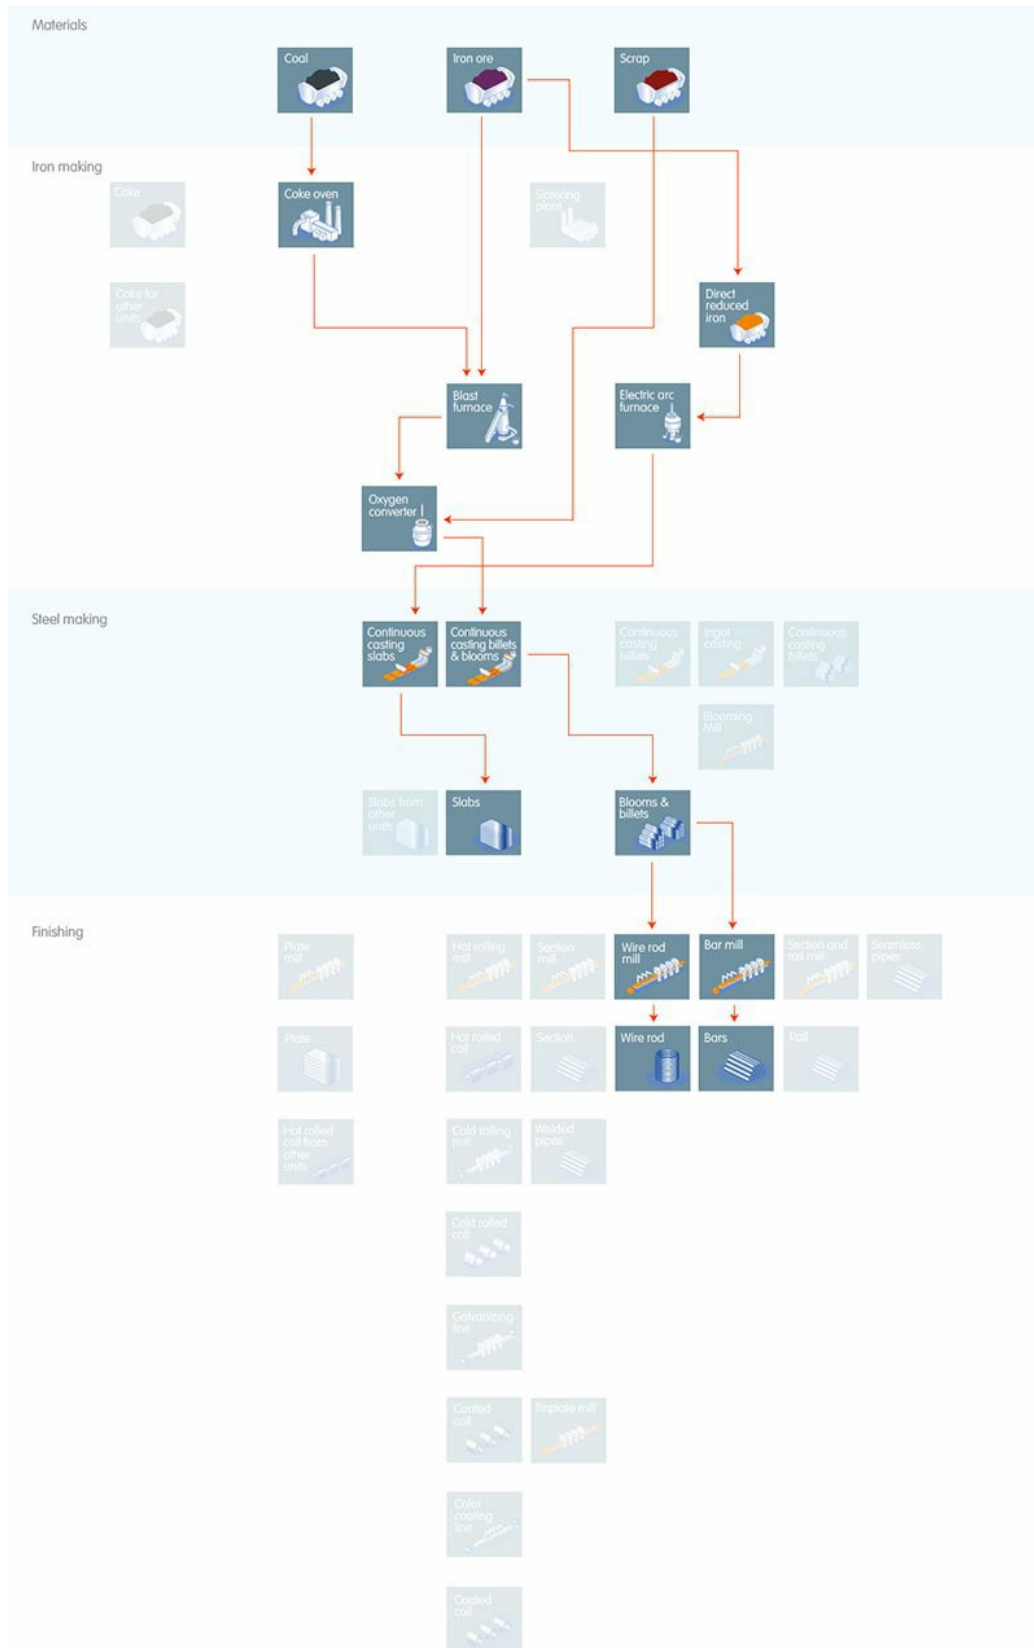 Materials
Coal
Iron ore
Scrap
Iron making
Coke
Coke oven
Sintering
plant
Coke for
other
units
Direct
reduced
iron
Blast
furnace
Electric arc
furnace
Oxygen
converter
Steel making
Continuous
casting
slabs
Continuous
casting billets
& blooms
Continuous
casting
billets
Ingot
casting
Continuous
casting
billets
Blooming
Mill
Slabs from
other
units
Slabs
Blooms &
billets
Finishing
Plate
mill
Hot rolling
mill
Section
mill
Wire rod
mill
Bar mill
Section and
rail mill
Seamless
pipes
Plate
Hot rolled
coil
Section
Wire rod
Bars
Rail
Hot rolled
coil from
other
units
Cold rolling
mill
Welded
pipes
Cold rolled
coil
Galvanizing
line
Coated
coil
Tinplate mill
Color
coating
line
Coated
coil